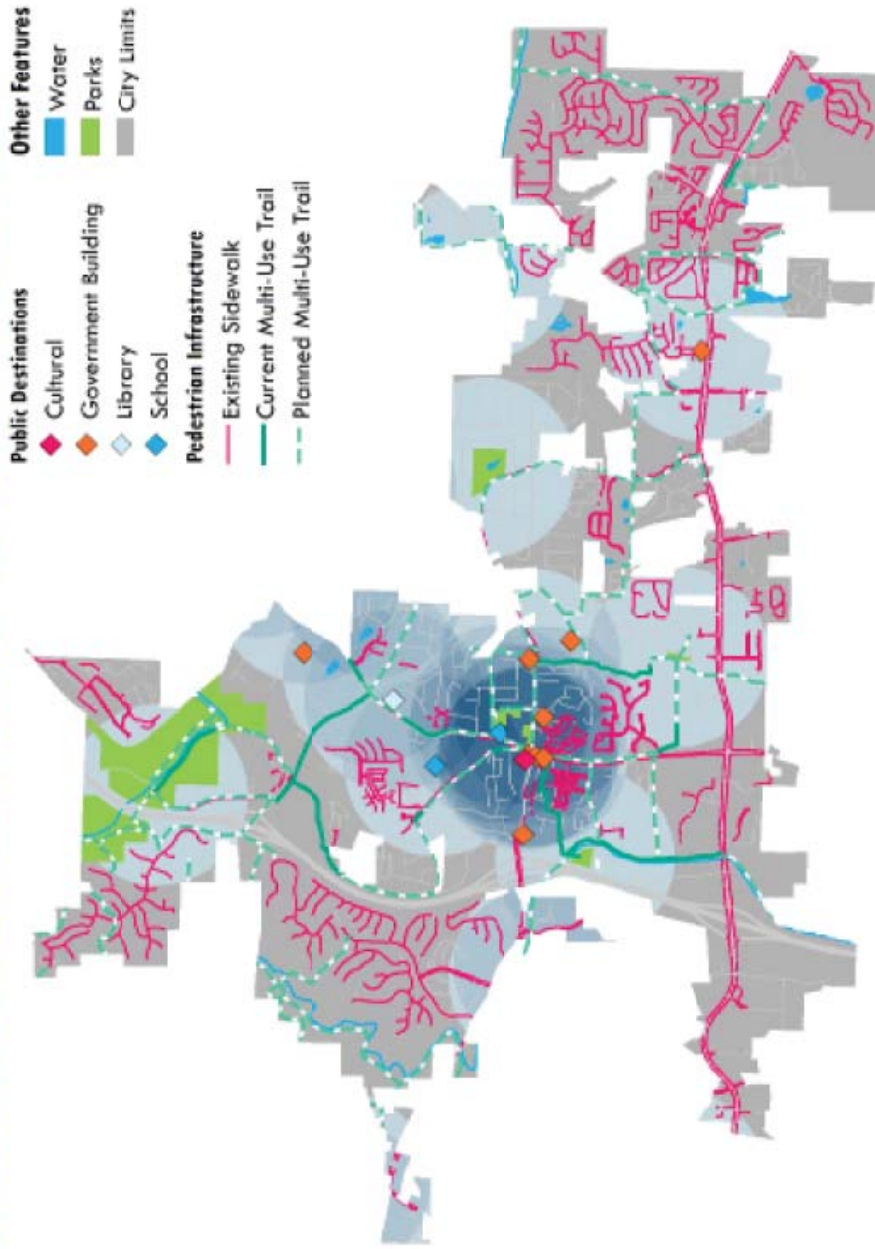 Public Destinations
Cultural
Government Building
Library
School
Pedestrian Infrastructure
Existing Sidewalk
Current Multi-Use Trail
Planned Multi-Use Trail
Other Features
Water
Parks
City Limits